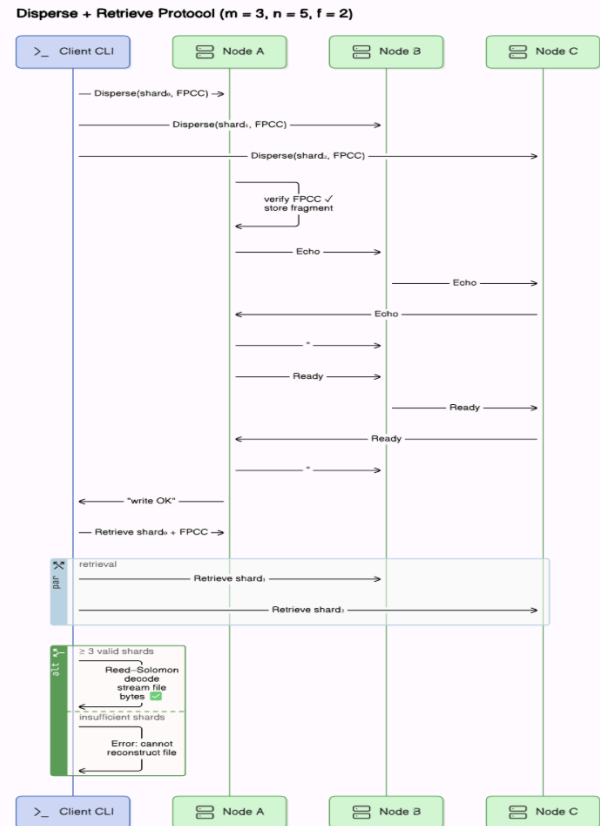 Disperse + Retrieve Protocol (m = 3, n = 5, f = 2)
>_ Client CLI
Node A
Node B
Node C
Disperse(shard₀, FPCC)
Disperse(shard₁, FPCC)
Disperse(shard₂, FPCC)
verify FPCC ✓
store fragment
Echo
Echo
Echo
"
Ready
Ready
Ready
"
"write OK"
Retrieve shard₀ + FPCC
par
retrieval
Retrieve shard₁
Retrieve shard₁
alt
≥ 3 valid shards
Reed–Solomon
decode
stream file
bytes ✅
insufficient shards
Error: cannot
reconstruct file
>_ Client CLI
Node A
Node B
Node C